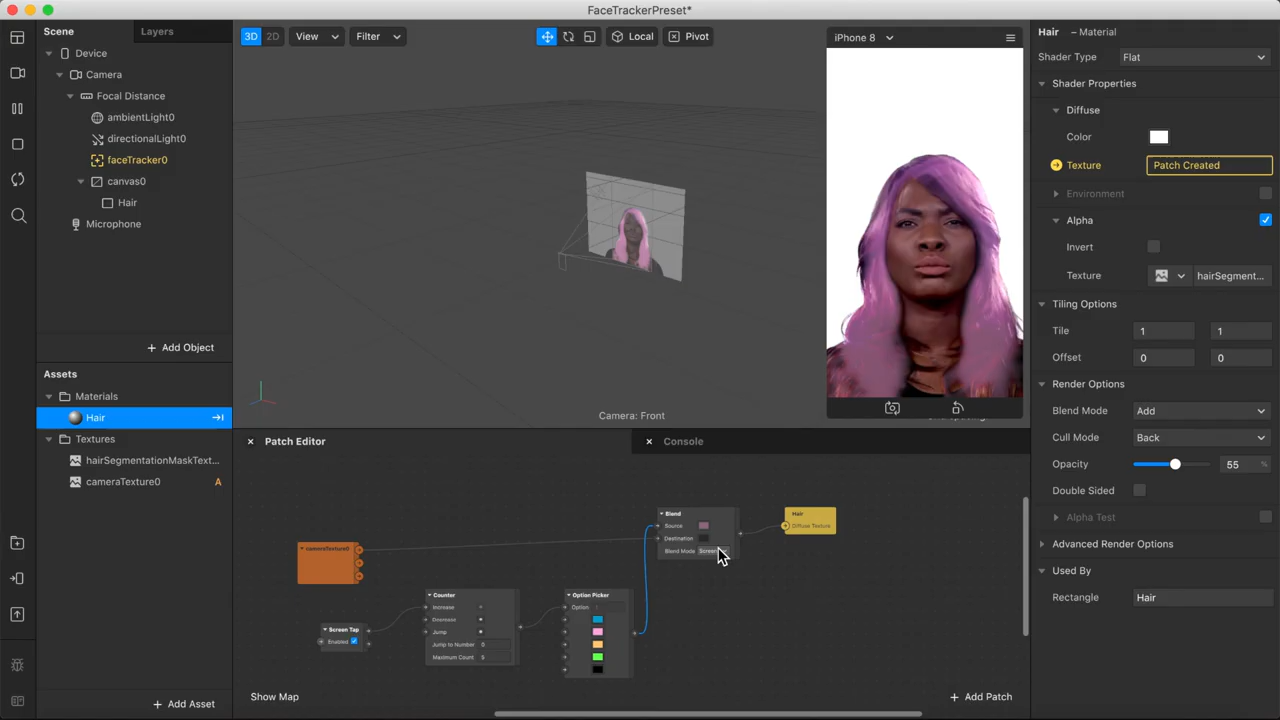 FaceTrackerPreset*
Scene
Layers
Device
Camera
Focal Distance
ambientLight0
directionalLight0
faceTracker0
canvas0
Hair
Microphone
Add Object
Assets
Materials
Hair
Textures
hairSegmentationMaskText...
cameraTexture0 A
Add Asset
3D 2D View Filter Local Pivot
Camera: Front
iPhone 8
Patch Editor
Console
cameraTexture0
Screen Tap
Enabled
Counter
Increase
Decrease
Jump
Jump to Number 0
Maximum Count 5
Option Picker
Option
Blend
Source
Destination
Blend Mode Screen
Hair
Diffuse Texture
Show Map
Add Patch
Hair – Material
Shader Type Flat
Shader Properties
Diffuse
Color
Texture Patch Created
Environment
Alpha
Invert
Texture hairSegment...
Tiling Options
Tile 1 1
Offset 0 0
Render Options
Blend Mode Add
Cull Mode Back
Opacity 55 %
Double Sided
Alpha Test
Advanced Render Options
Used By
Rectangle Hair